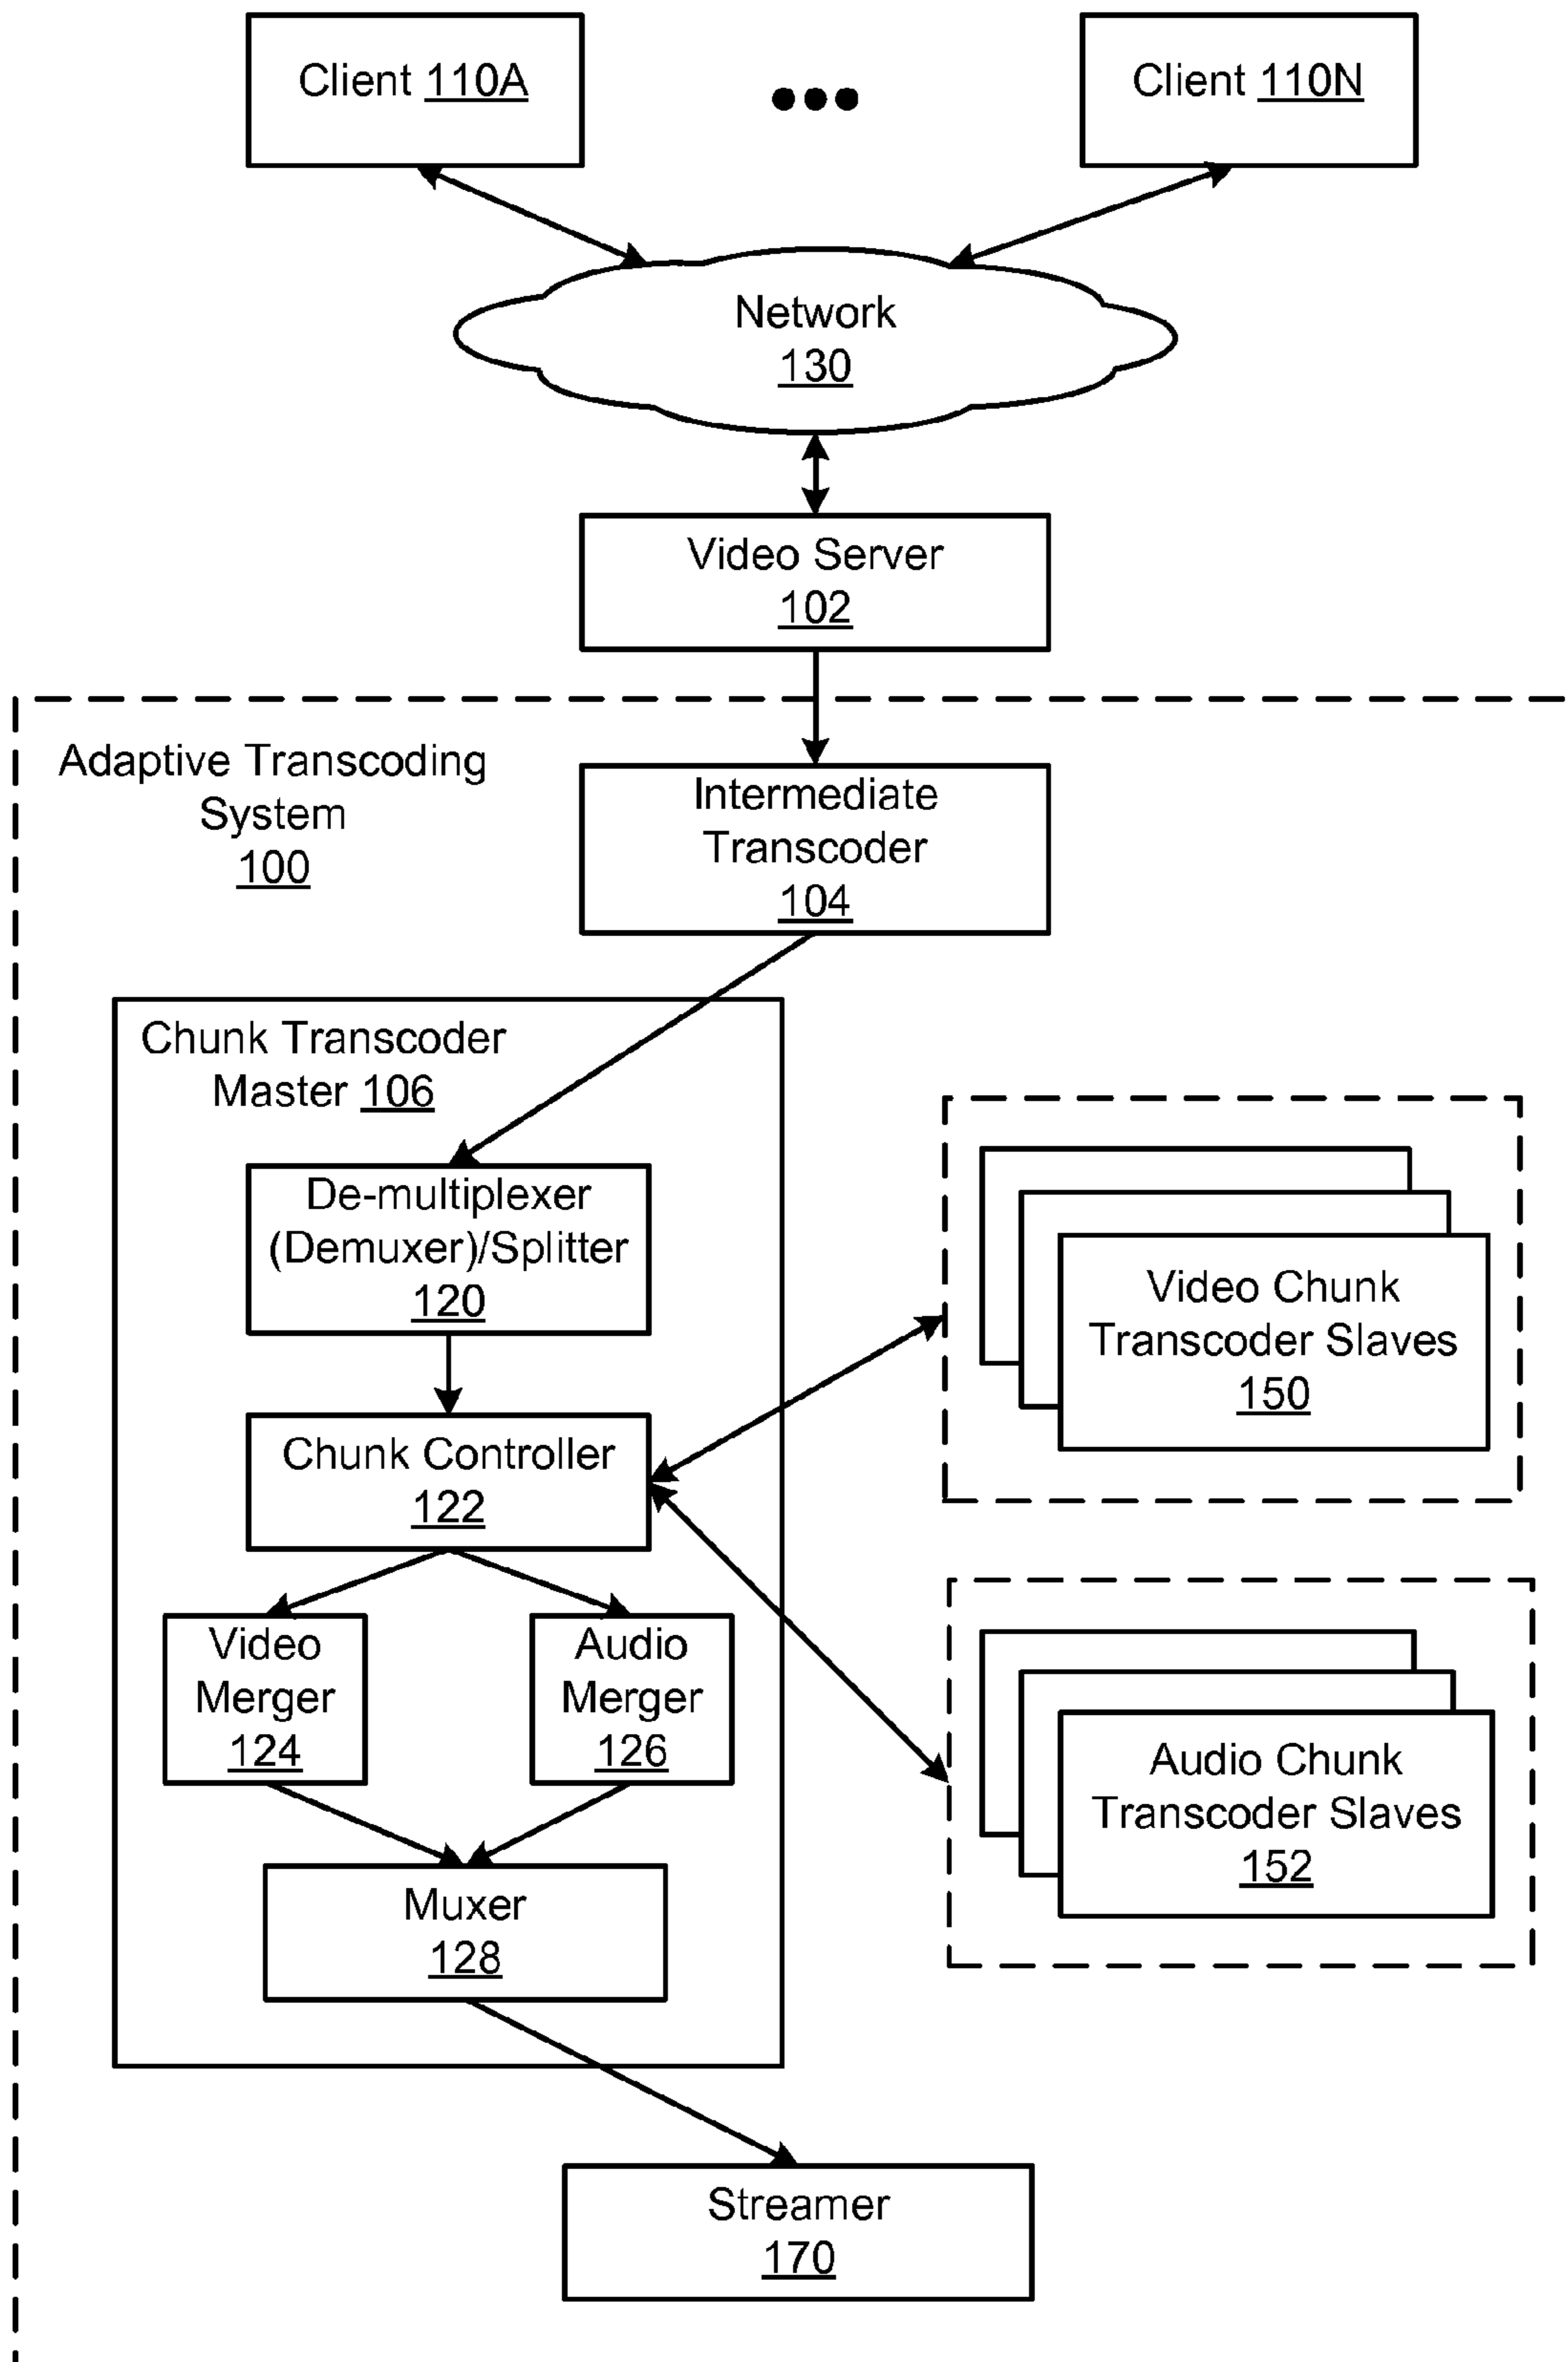 Client 110A
Client 110N
Network
130
Video Server
102
Adaptive Transcoding
System
100
Intermediate
Transcoder
104
Chunk Transcoder
Master 106
De-multiplexer
(Demuxer)/Splitter
120
Chunk Controller
122
Video
Merger
124
Audio
Merger
126
Muxer
128
Video Chunk
Transcoder Slaves
150
Audio Chunk
Transcoder Slaves
152
Streamer
170